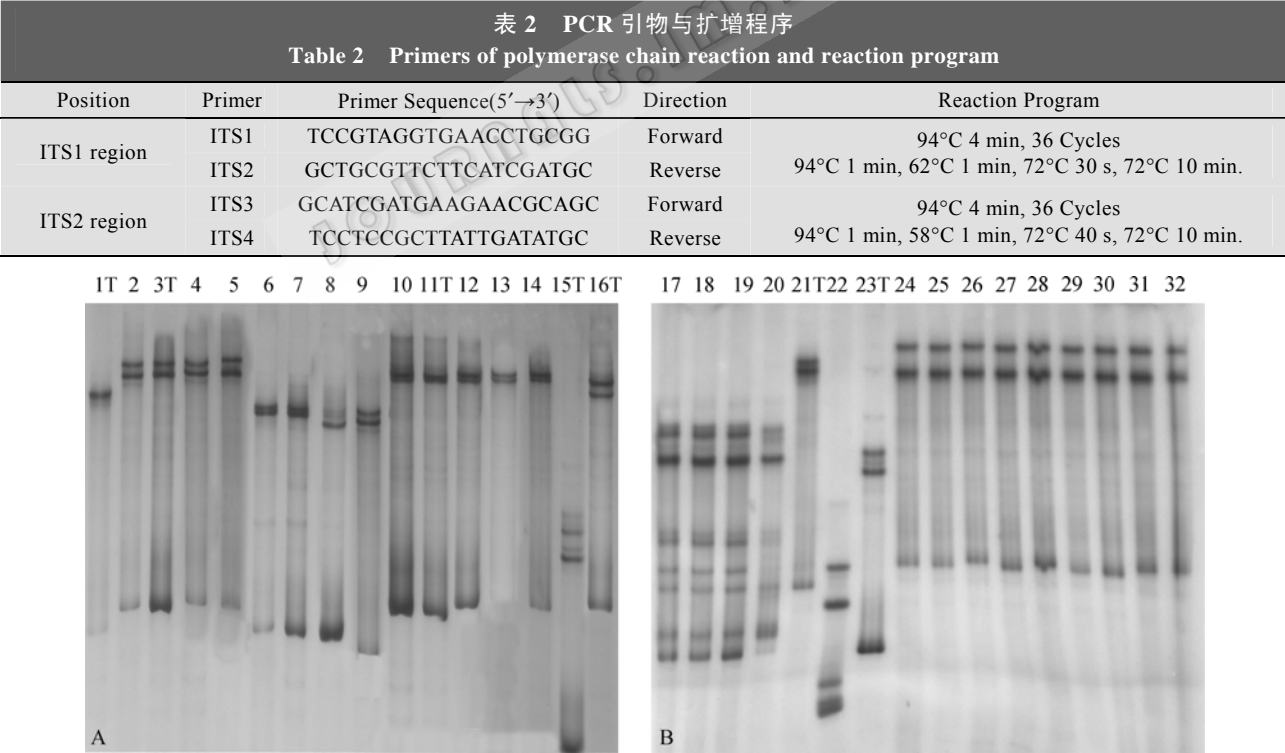 表 2 PCR 引物与扩增程序
Table 2 Primers of polymerase chain reaction and reaction program
Position Primer Primer Sequence(5′→3′) Direction Reaction Program
ITS1 region
ITS1 TCCGTAGGTGAACCTGCGG Forward
ITS2 GCTGCGTTCTTCATCGATGC Reverse
94°C 4 min, 36 Cycles
94°C 1 min, 62°C 1 min, 72°C 30 s, 72°C 10 min.
ITS2 region
ITS3 GCATCGATGAAGAACGCAGC Forward
ITS4 TCCTCCGCTTATTGATATGC Reverse
94°C 4 min, 36 Cycles
94°C 1 min, 58°C 1 min, 72°C 40 s, 72°C 10 min.
1T 2 3T 4 5 6 7 8 9 10 11T 12 13 14 15T 16T
17 18 19 20 21T 22 23T 24 25 26 27 28 29 30 31 32
A
B